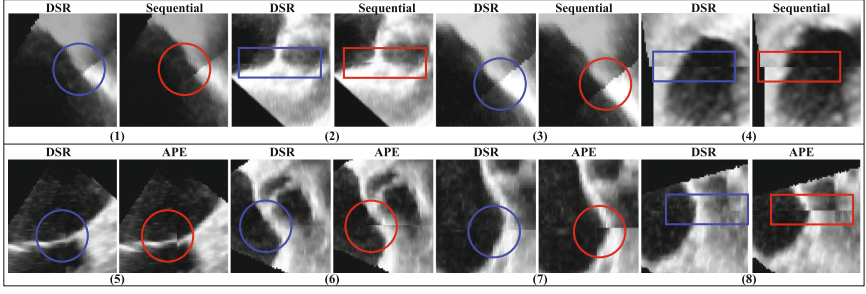 DSR Sequential DSR Sequential DSR Sequential DSR Sequential
(1) (2) (3) (4)
DSR APE DSR APE DSR APE DSR APE
(5) (6) (7) (8)